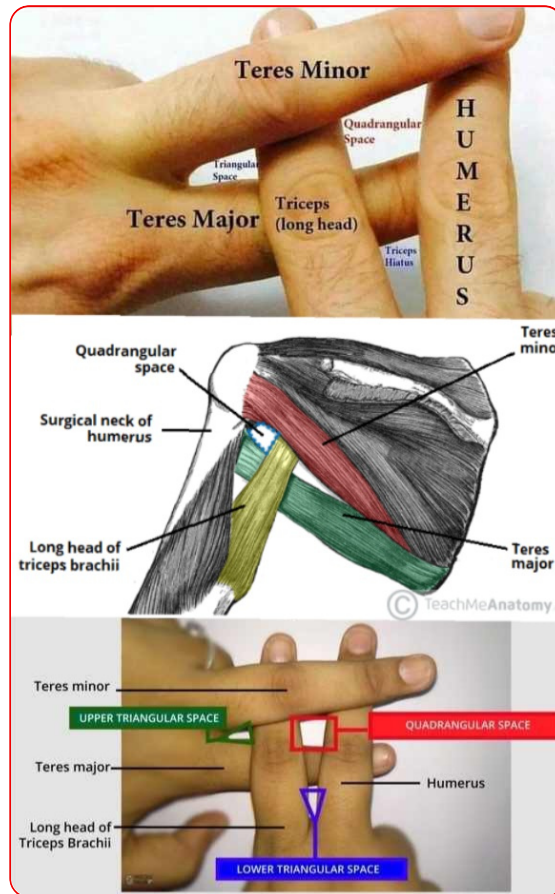 Teres Minor
Quadrangular
Space
HUMERUS
Triangular
Space
Teres Major
Triceps
(long head)
Triceps
Hiatus
Quadrangular
space
Teres
minor
Surgical neck of
humerus
Long head of
triceps brachii
Teres
major
© TeachMeAnatomy
Teres minor
UPPER TRIANGULAR SPACE
QUADRANGULAR SPACE
Teres major
Humerus
Long head of
Triceps Brachii
LOWER TRIANGULAR SPACE